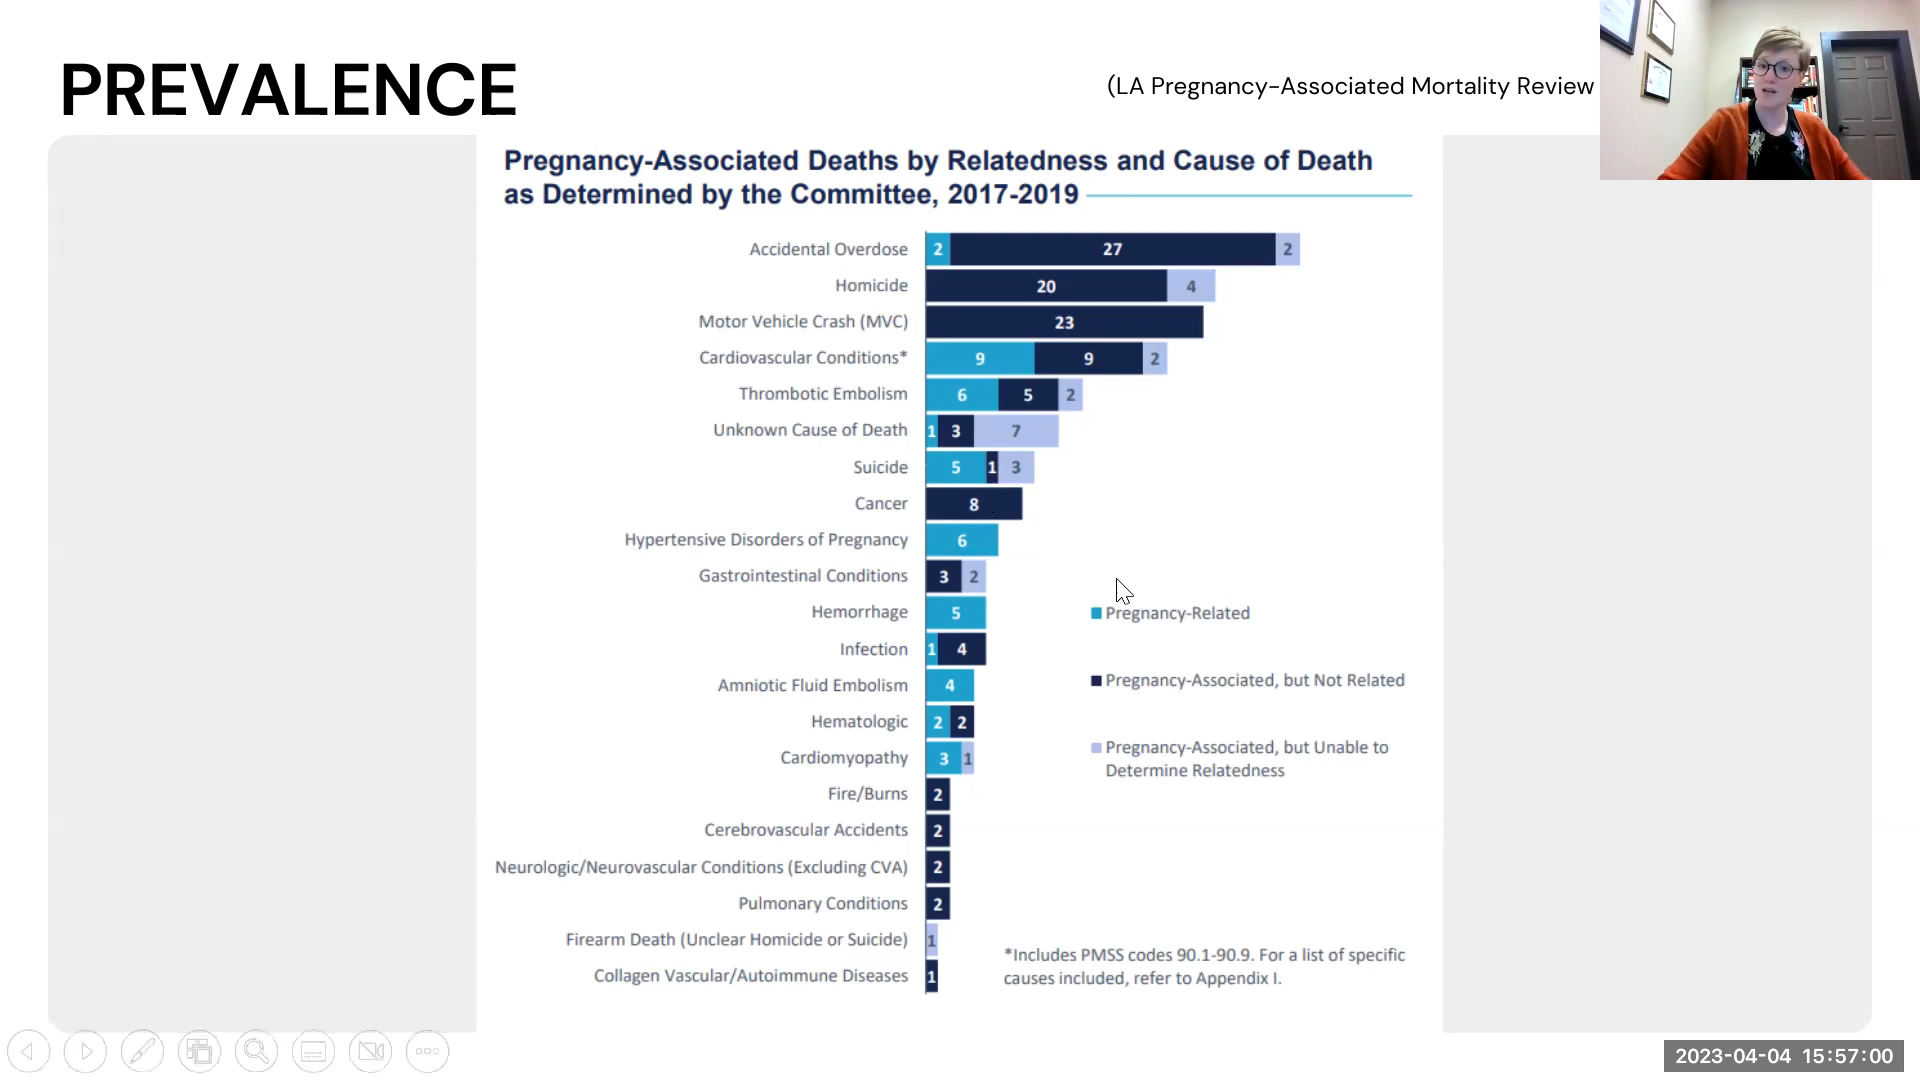 PREVALENCE
(LA Pregnancy-Associated Mortality Review
Pregnancy-Associated Deaths by Relatedness and Cause of Death
as Determined by the Committee, 2017-2019
Accidental Overdose 2 27 2
Homicide 20 4
Motor Vehicle Crash (MVC) 23
Cardiovascular Conditions* 9 9 2
Thrombotic Embolism 6 5 2
Unknown Cause of Death 1 3 7
Suicide 5 1 3
Cancer 8
Hypertensive Disorders of Pregnancy 6
Gastrointestinal Conditions 3 2
Hemorrhage 5
Infection 1 4
Amniotic Fluid Embolism 4
Hematologic 2 2
Cardiomyopathy 3 1
Fire/Burns 2
Cerebrovascular Accidents 2
Neurologic/Neurovascular Conditions (Excluding CVA) 2
Pulmonary Conditions 2
Firearm Death (Unclear Homicide or Suicide) 1
Collagen Vascular/Autoimmune Diseases 1
Pregnancy-Related
Pregnancy-Associated, but Not Related
Pregnancy-Associated, but Unable to
Determine Relatedness
*Includes PMSS codes 90.1-90.9. For a list of specific
causes included, refer to Appendix I.
2023-04-04 15:57:00